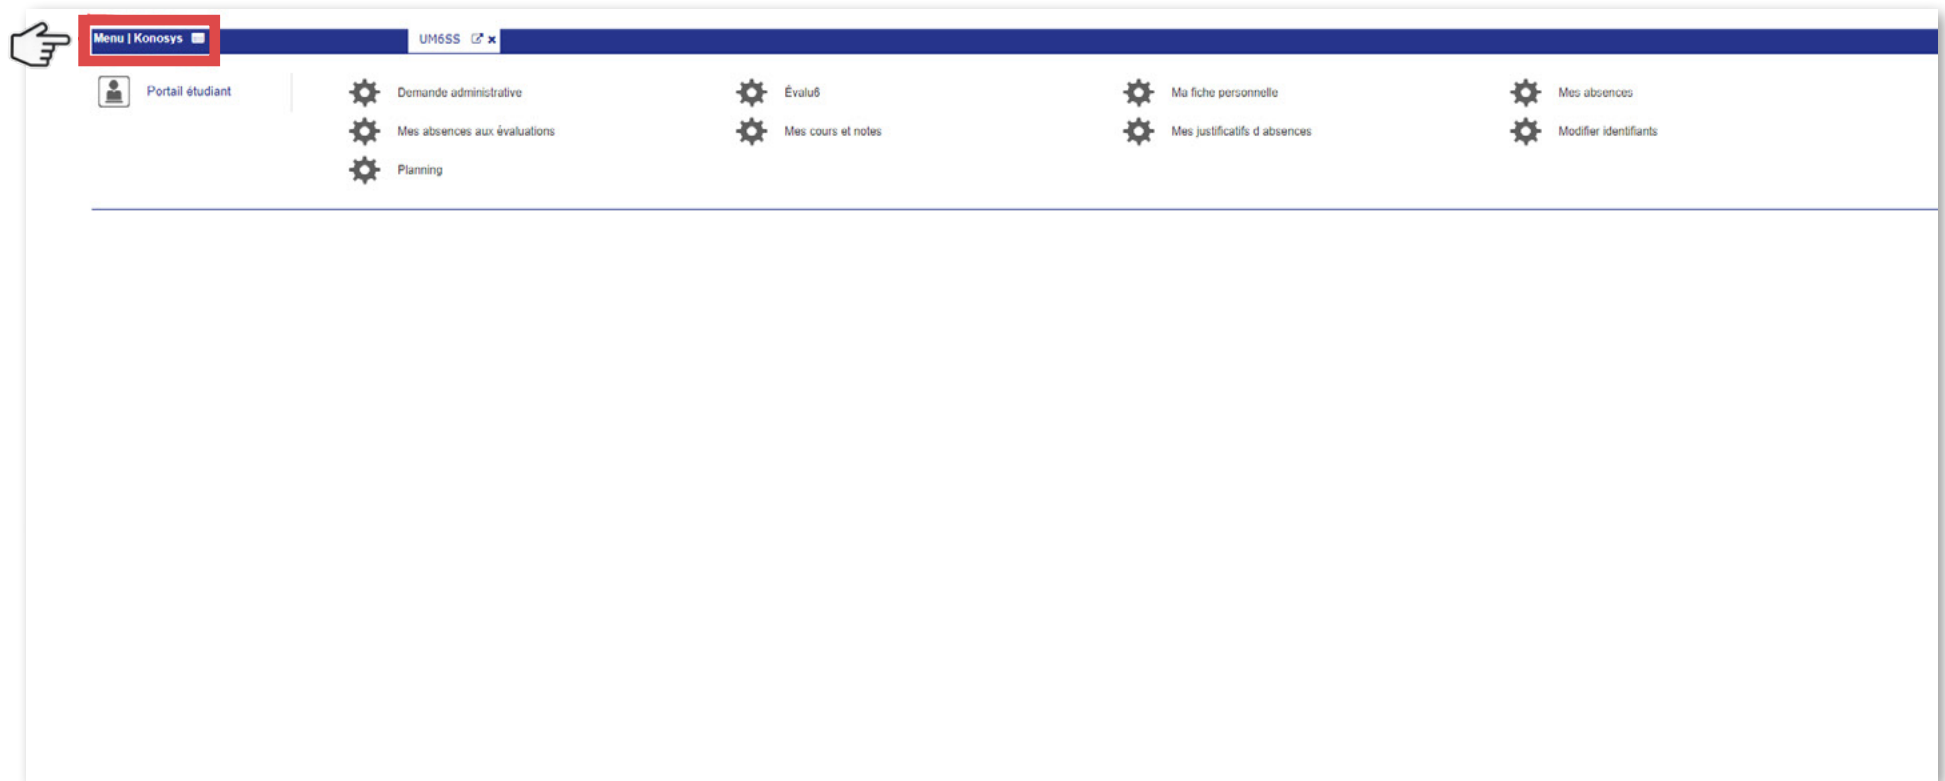 Menu | Konosys
UM6SS
Portail étudiant
Demande administrative
Évalu6
Ma fiche personnelle
Mes absences
Mes absences aux évaluations
Mes cours et notes
Mes justificatifs d absences
Modifier identifiants
Planning